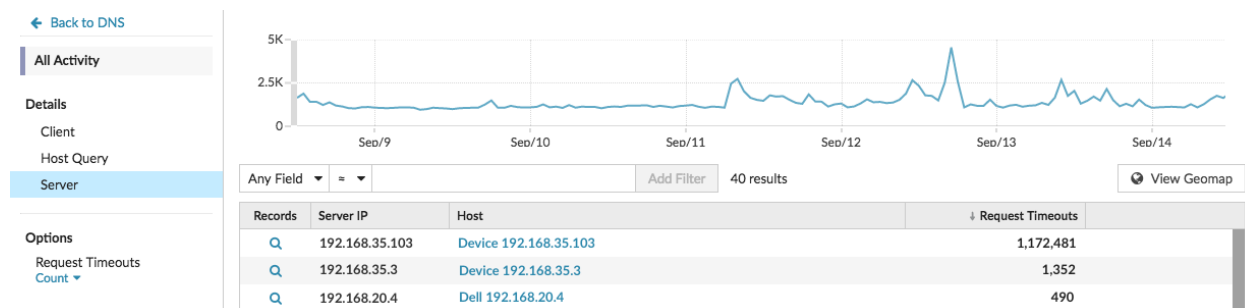 Back to DNS
All Activity
Details
Client
Host Query
Server
Options
Request Timeouts
Count
5K
2.5K
0
Sep/9 Sep/10 Sep/11 Sep/12 Sep/13 Sep/14
Any Field ≈ Add Filter 40 results View Geomap
Records Server IP Host ↓ Request Timeouts
192.168.35.103 Device 192.168.35.103 1,172,481
192.168.35.3 Device 192.168.35.3 1,352
192.168.20.4 Dell 192.168.20.4 490